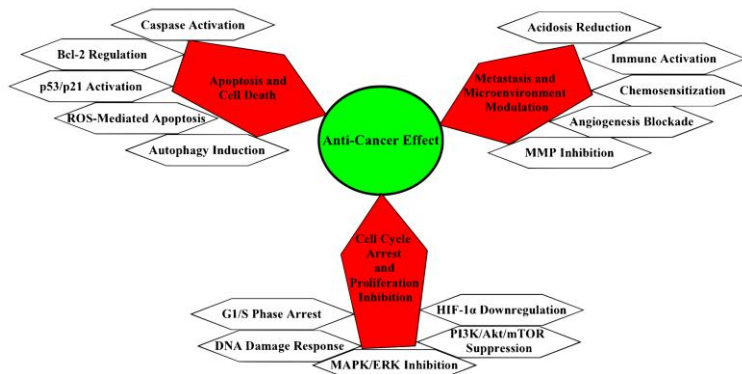 Caspase Activation
Bcl-2 Regulation
p53/p21 Activation
ROS-Mediated Apoptosis
Autophagy Induction
Apoptosis and
Cell Death
Anti-Cancer Effect
Acidosis Reduction
Immune Activation
Chemosensitization
Angiogenesis Blockade
MMP Inhibition
Metastasis and
Microenvironment
Modulation
Cell Cycle
Arrest
and
Proliferation
Inhibition
G1/S Phase Arrest
DNA Damage Response
MAPK/ERK Inhibition
HIF-1α Downregulation
PI3K/Akt/mTOR
Suppression